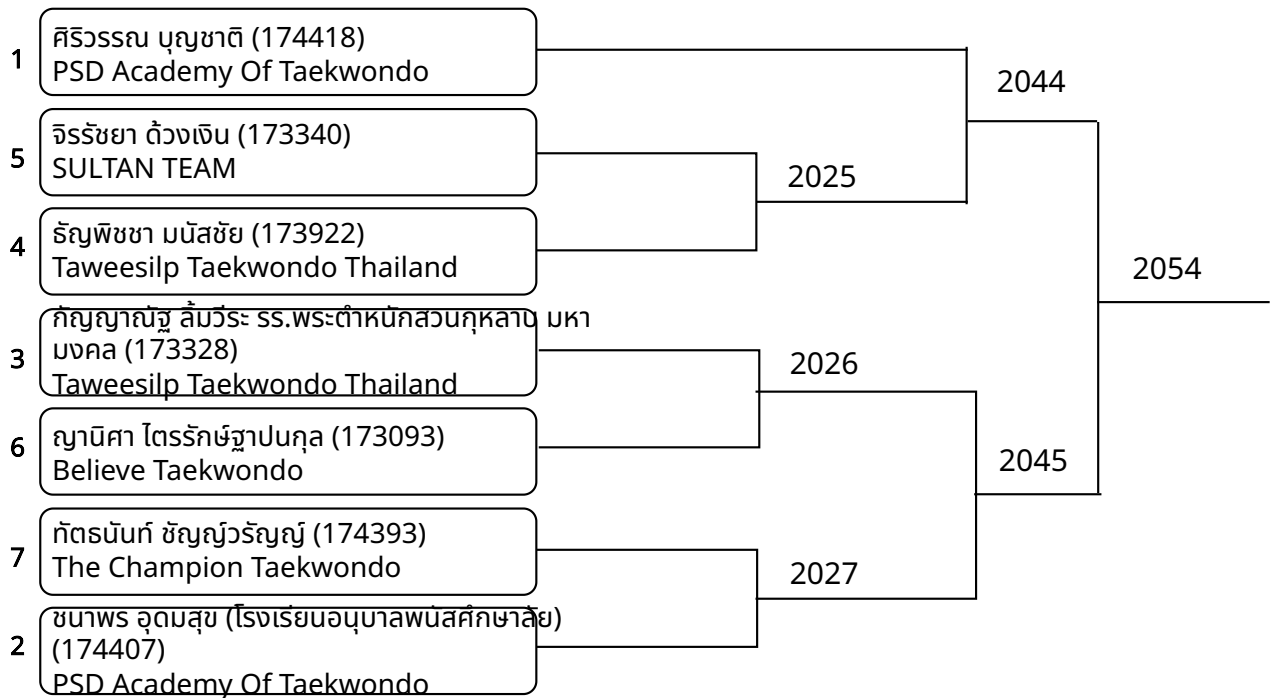 1
ศิริวรรณ บุญชาติ (174418)
PSD Academy Of Taekwondo
2044
5
จิรรัชยา ด้วงเงิน (173340)
SULTAN TEAM
2025
4
ธัญพิชชา มนัสชัย (173922)
Taweesilp Taekwondo Thailand
2054
3
กัญญาณัฐ ลิ้มวีระ รร.พระตำหนักสวนกุหลาบ มหา
มงคล (173328)
Taweesilp Taekwondo Thailand
2026
6
ญานิศา ไตรรักษ์ฐาปนกุล (173093)
Believe Taekwondo
2045
7
ทัตธนันท์ ชัญญ์วรัญญ์ (174393)
The Champion Taekwondo
2027
2
ชนาพร อุดมสุข (โรงเรียนอนุบาลพนัสศึกษาลัย)
(174407)
PSD Academy Of Taekwondo